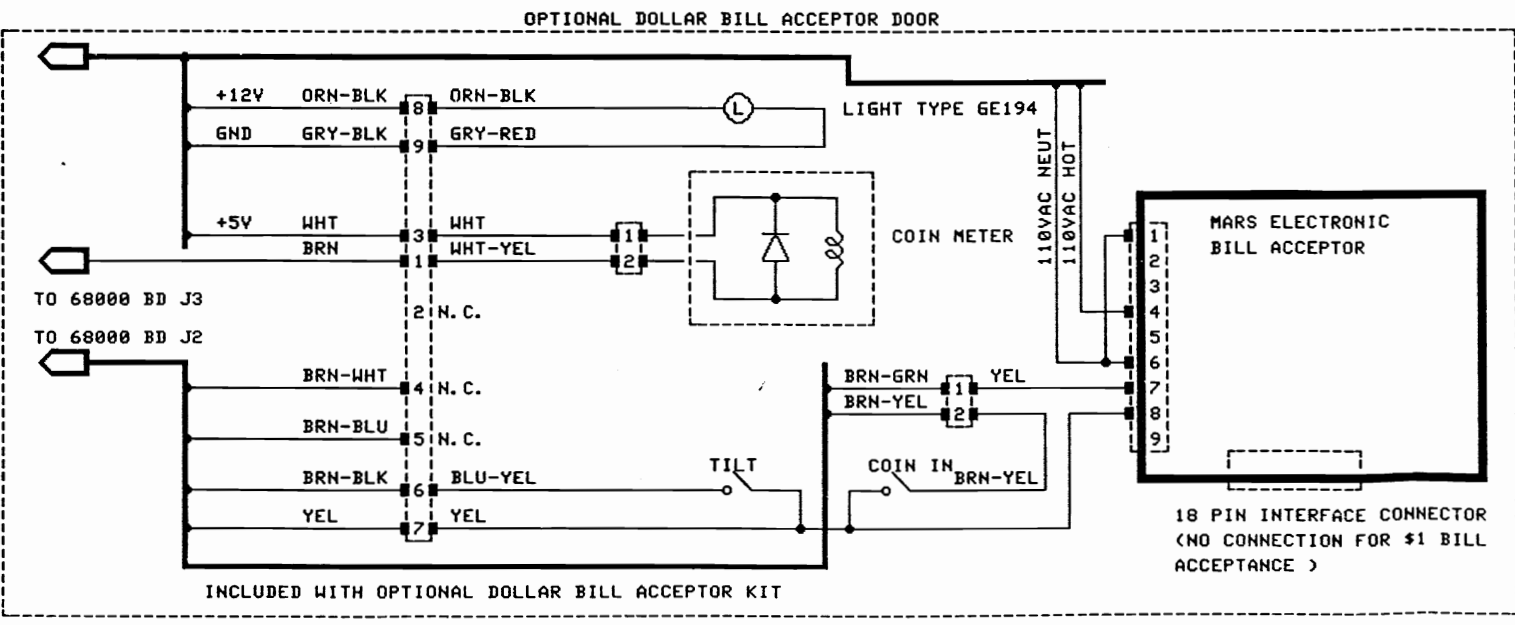 OPTIONAL DOLLAR BILL ACCEPTOR DOOR
+12V ORN-BLK 8 ORN-BLK L LIGHT TYPE GE194
GND GRY-BLK 9 GRY-RED
110VAC NEUT
110VAC HOT
+5V WHT 3 WHT 1
BRN 1 WHT-YEL 2
COIN METER
MARS ELECTRONIC
BILL ACCEPTOR
1
2
3
4
5
6
7
8
9
TO 68000 BD J3
2 N.C.
TO 68000 BD J2
BRN-WHT 4 N.C.
BRN-BLU 5 N.C.
BRN-GRN 1 YEL
BRN-YEL 2
BRN-BLK 6 BLU-YEL TILT COIN IN BRN-YEL
YEL 7 YEL
18 PIN INTERFACE CONNECTOR
(NO CONNECTION FOR $1 BILL
ACCEPTANCE )
INCLUDED WITH OPTIONAL DOLLAR BILL ACCEPTOR KIT